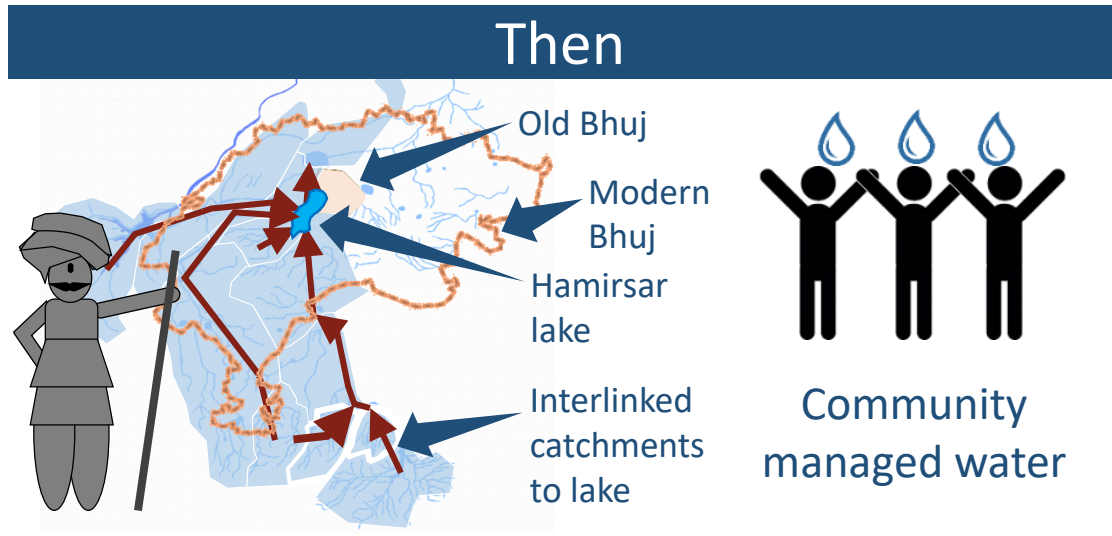 Then
Old Bhuj
Modern
Bhuj
Hamirsar
lake
Interlinked
catchments
to lake
Community
managed water